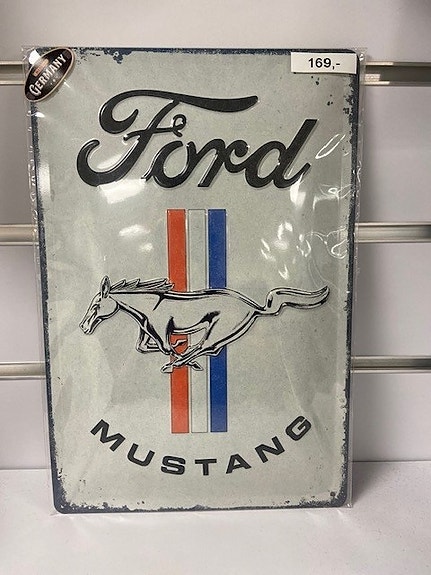 GERMANY
169,-
Ford
MUSTANG